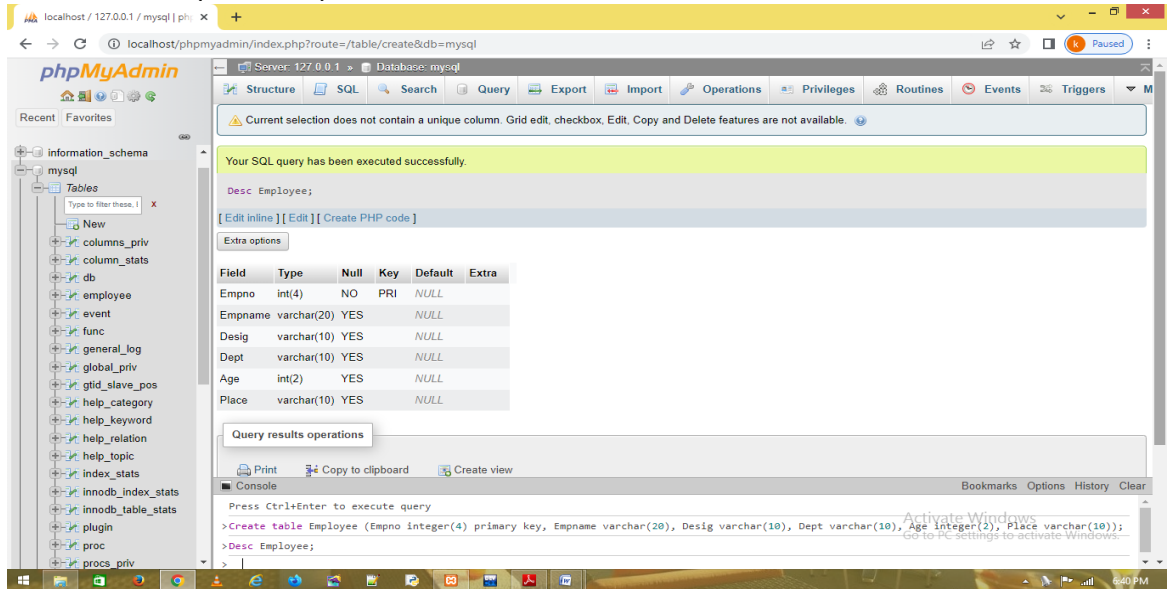 localhost / 127.0.0.1 / mysql | ph
localhost/phpmyadmin/index.php?route=/table/create&db=mysql
k Paused
phpMyAdmin
Recent Favorites
information_schema
mysql
Tables
Type to filter these, X
New
columns_priv
column_stats
db
employee
event
func
general_log
global_priv
gtid_slave_pos
help_category
help_keyword
help_relation
help_topic
index_stats
innodb_index_stats
innodb_table_stats
plugin
proc
procs_priv
Server: 127.0.0.1 » Database: mysql
Structure SQL Search Query Export Import Operations Privileges Routines Events Triggers M
Current selection does not contain a unique column. Grid edit, checkbox, Edit, Copy and Delete features are not available.
Your SQL query has been executed successfully.
Desc Employee;
[ Edit inline ] [ Edit ] [ Create PHP code ]
Extra options
Field Type Null Key Default Extra
Empno int(4) NO PRI NULL
Empname varchar(20) YES NULL
Desig varchar(10) YES NULL
Dept varchar(10) YES NULL
Age int(2) YES NULL
Place varchar(10) YES NULL
Query results operations
Print Copy to clipboard Create view
Console Bookmarks Options History Clear
Press Ctrl+Enter to execute query
>Create table Employee (Empno integer(4) primary key, Empname varchar(20), Desig varchar(10), Dept varchar(10), Age integer(2), Place varchar(10));
>Desc Employee;
>
Activate Windows
Go to PC settings to activate Windows.
6:40 PM